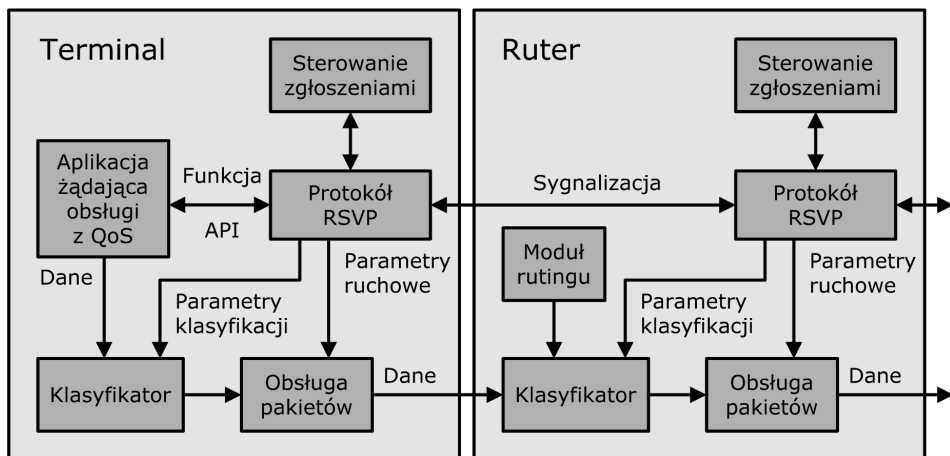 Terminal
Sterowanie
zgłoszeniami
Aplikacja
żądająca
obsługi
z QoS
Funkcja
API
Protokół
RSVP
Dane
Parametry
klasyfikacji
Parametry
ruchowe
Klasyfikator
Obsługa
pakietów
Dane
Sygnalizacja
Ruter
Sterowanie
zgłoszeniami
Protokół
RSVP
Moduł
rutingu
Parametry
klasyfikacji
Parametry
ruchowe
Klasyfikator
Obsługa
pakietów
Dane